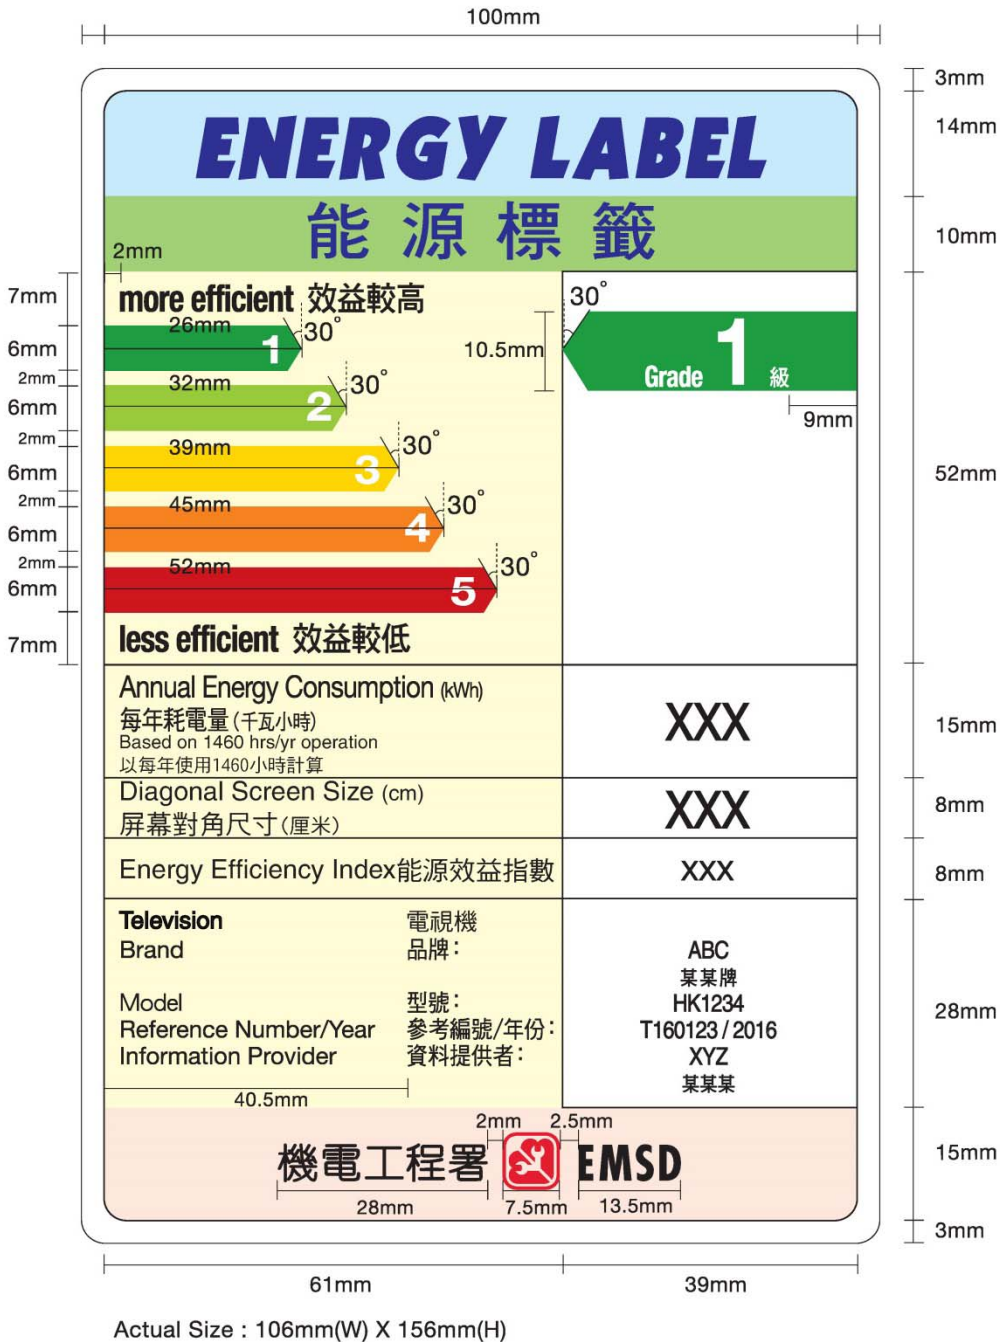 100mm
3mm
ENERGY LABEL
14mm
能源標籤
10mm
2mm
7mm
more efficient 效益較高
30°
26mm
1
30°
6mm
10.5mm
Grade 1 級
9mm
2mm
32mm
2
30°
6mm
2mm
39mm
3
30°
6mm
52mm
2mm
45mm
4
30°
6mm
2mm
52mm
5
30°
6mm
less efficient 效益較低
7mm
Annual Energy Consumption (kWh)
每年耗電量(千瓦小時)
Based on 1460 hrs/yr operation
以每年使用1460小時計算
XXX
15mm
Diagonal Screen Size (cm)
屏幕對角尺寸(厘米)
XXX
8mm
Energy Efficiency Index能源效益指數
XXX
8mm
Television 電視機
Brand 品牌: ABC
某某牌
Model 型號: HK1234
Reference Number/Year 參考編號/年份: T160123 / 2016
Information Provider 資料提供者: XYZ
某某某
28mm
40.5mm
2mm 2.5mm
機電工程署 EMSD
15mm
28mm 7.5mm 13.5mm
3mm
61mm 39mm
Actual Size : 106mm(W) X 156mm(H)